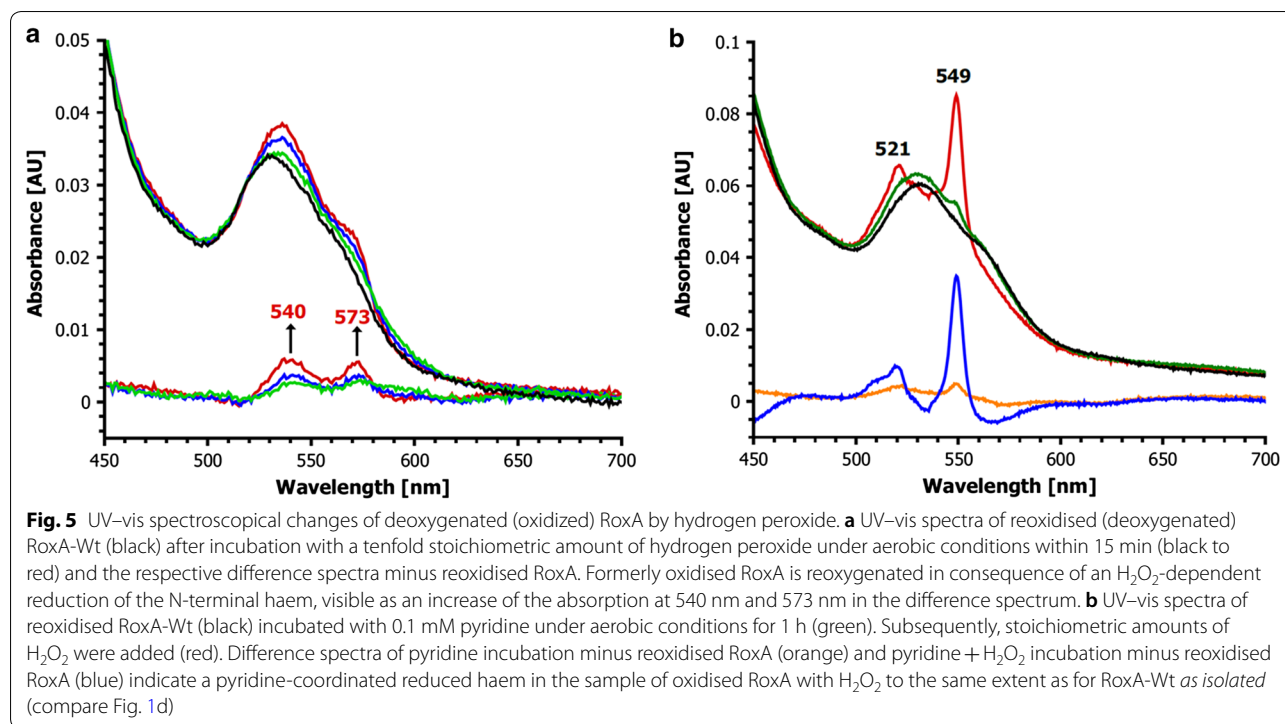 a
0.05
0.04
0.03
0.02
0.01
0
Absorbance [AU]
540
573
450 500 550 600 650 700
Wavelength [nm]
b
0.1
0.08
0.06
0.04
0.02
0
Absorbance [AU]
521
549
450 500 550 600 650 700
Wavelength [nm]
Fig. 5 UV–vis spectroscopical changes of deoxygenated (oxidized) RoxA by hydrogen peroxide. a UV–vis spectra of reoxidised (deoxygenated)
RoxA-Wt (black) after incubation with a tenfold stoichiometric amount of hydrogen peroxide under aerobic conditions within 15 min (black to
red) and the respective difference spectra minus reoxidised RoxA. Formerly oxidised RoxA is reoxygenated in consequence of an H₂O₂-dependent
reduction of the N-terminal haem, visible as an increase of the absorption at 540 nm and 573 nm in the difference spectrum. b UV–vis spectra of
reoxidised RoxA-Wt (black) incubated with 0.1 mM pyridine under aerobic conditions for 1 h (green). Subsequently, stoichiometric amounts of
H₂O₂ were added (red). Difference spectra of pyridine incubation minus reoxidised RoxA (orange) and pyridine + H₂O₂ incubation minus reoxidised
RoxA (blue) indicate a pyridine-coordinated reduced haem in the sample of oxidised RoxA with H₂O₂ to the same extent as for RoxA-Wt as isolated
(compare Fig. 1d)